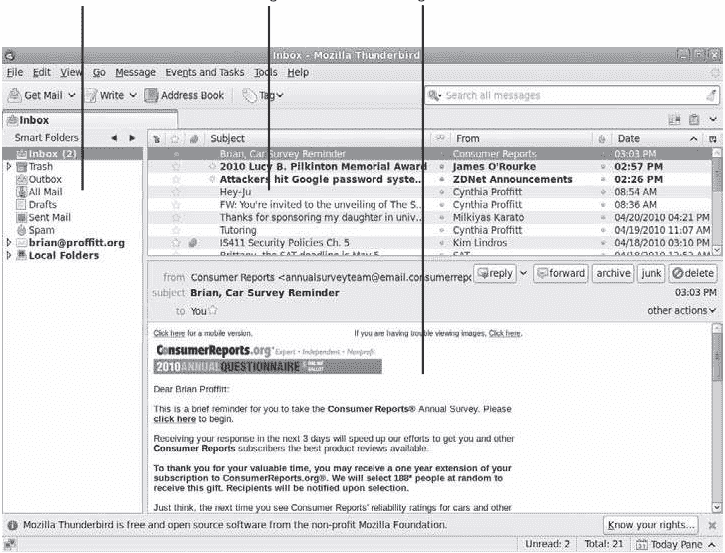 Inbox - Mozilla Thunderbird
File Edit View Go Message Events and Tasks Tools Help
Get Mail Write Address Book Tag Search all messages
Inbox
Smart Folders Subject From Date
Inbox (2)
Trash
Outbox
All Mail
Drafts
Sent Mail
Spam
brian@proffitt.org
Local Folders
Brian, Car Survey Reminder Consumer Reports 03:03 PM
2010 Luc B. Pilkinton Memorial Award James O'Rourke 02:57 PM
Attackers hit Google password syste... ZDNet Announcements 02:26 PM
Hey-Ju Cynthia Proffitt 08:54 AM
FW: You're invited to the unveiling of The S... Cynthia Proffitt 08:36 AM
Thanks for sponsoring my daughter in univ... Milkiyas Karato 04/20/2010 04:21 PM
Tutoring Cynthia Proffitt 04/19/2010 11:07 AM
IS411 Security Policies Ch. 5 Kim Lindros 04/18/2010 03:10 PM
from Consumer Reports <annualsurveyteam@email.consumerrepo reply forward archive junk delete
subject Brian, Car Survey Reminder 03:03 PM
to You other actions
Click here for a mobile version. If you are having trouble viewing images, Click here.
ConsumerReports.org Expert • Independent • Nonprofit
2010 ANNUAL QUESTIONNAIRE ONLINE BALLOT
Dear Brian Proffitt:
This is a brief reminder for you to take the Consumer Reports® Annual Survey. Please
click here to begin.
Receiving your response in the next 3 days will speed up our efforts to get you and other
Consumer Reports subscribers the best product reviews available.
To thank you for your valuable time, you may receive a one year extension of your
subscription to ConsumerReports.org®. We will select 188* people at random to
receive this gift. Recipients will be notified upon selection.
Just think, the next time you see Consumer Reports' reliability ratings for cars and other
Mozilla Thunderbird is free and open source software from the non-profit Mozilla Foundation. Know your rights...
Unread: 2 Total: 21 Today Pane